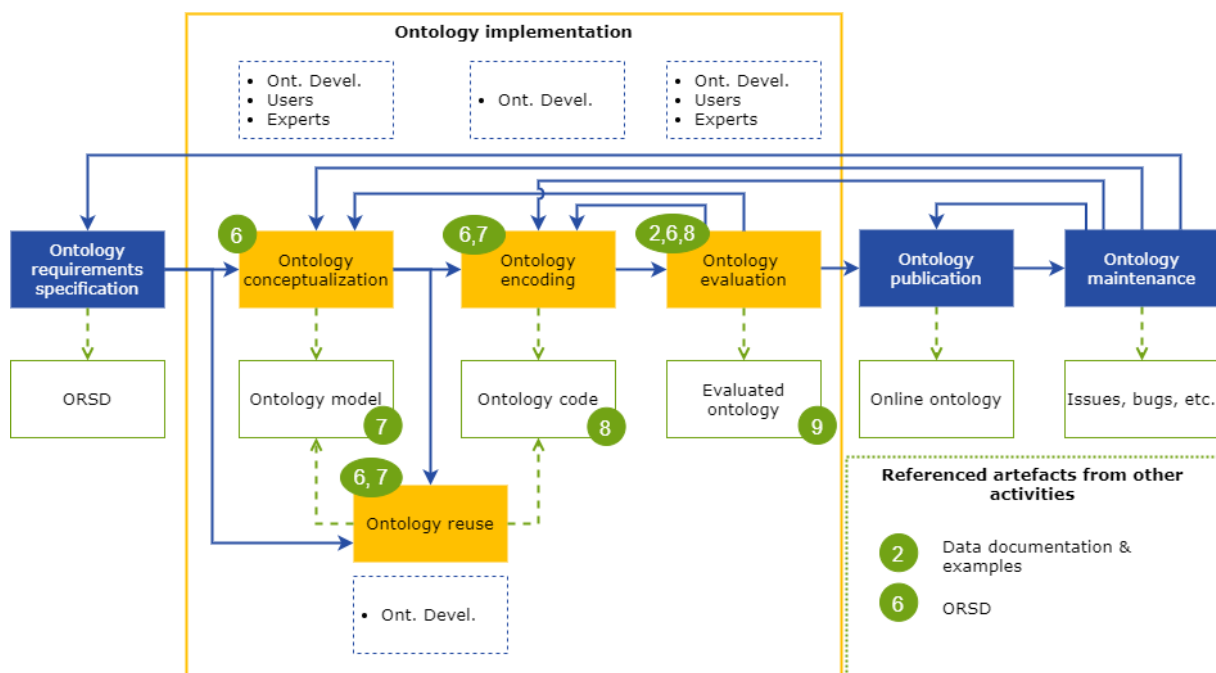 Ontology implementation
• Ont. Devel.
• Users
• Experts
• Ont. Devel.
• Ont. Devel.
• Users
• Experts
6
6,7
2,6,8
Ontology
requirements
specification
Ontology
conceptualization
Ontology
encoding
Ontology
evaluation
Ontology
publication
Ontology
maintenance
ORSD
Ontology model
7
Ontology code
8
Evaluated
ontology
9
Online ontology
Issues, bugs, etc.
6, 7
Ontology reuse
• Ont. Devel.
Referenced artefacts from other
activities
2
Data documentation &
examples
6
ORSD